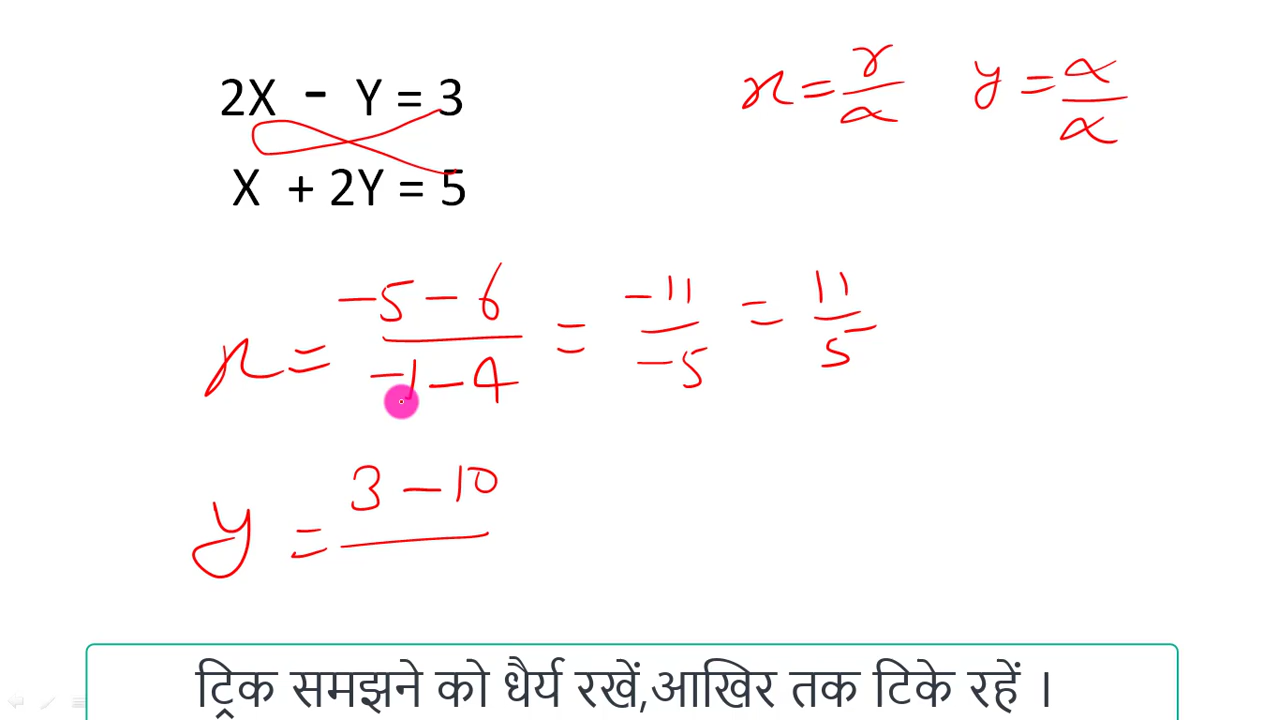 2X - Y = 3
X + 2Y = 5
x = r/α y = α/α
x = -5-6/-1-4 = -11/-5 = 11/5
y = 3-10/
ट्रिक समझने को धैर्य रखें,आखिर तक टिके रहें ।